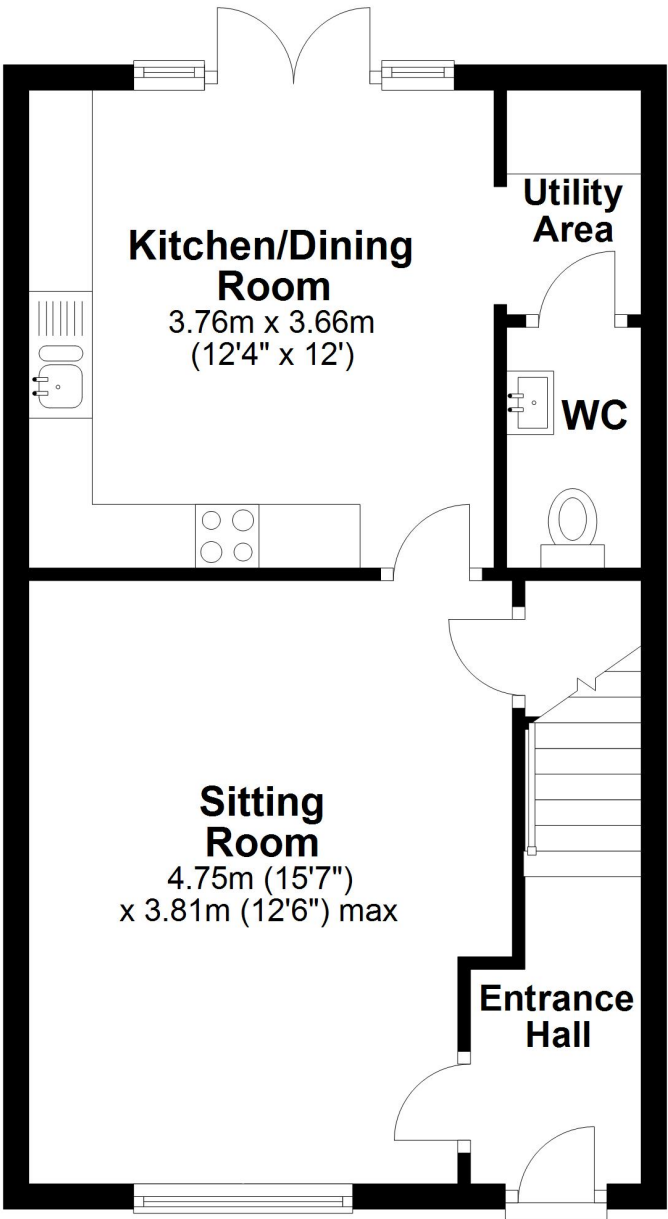 Kitchen/Dining
Room
3.76m x 3.66m
(12'4" x 12')
Utility
Area
WC
Sitting
Room
4.75m (15'7")
x 3.81m (12'6") max
Entrance
Hall